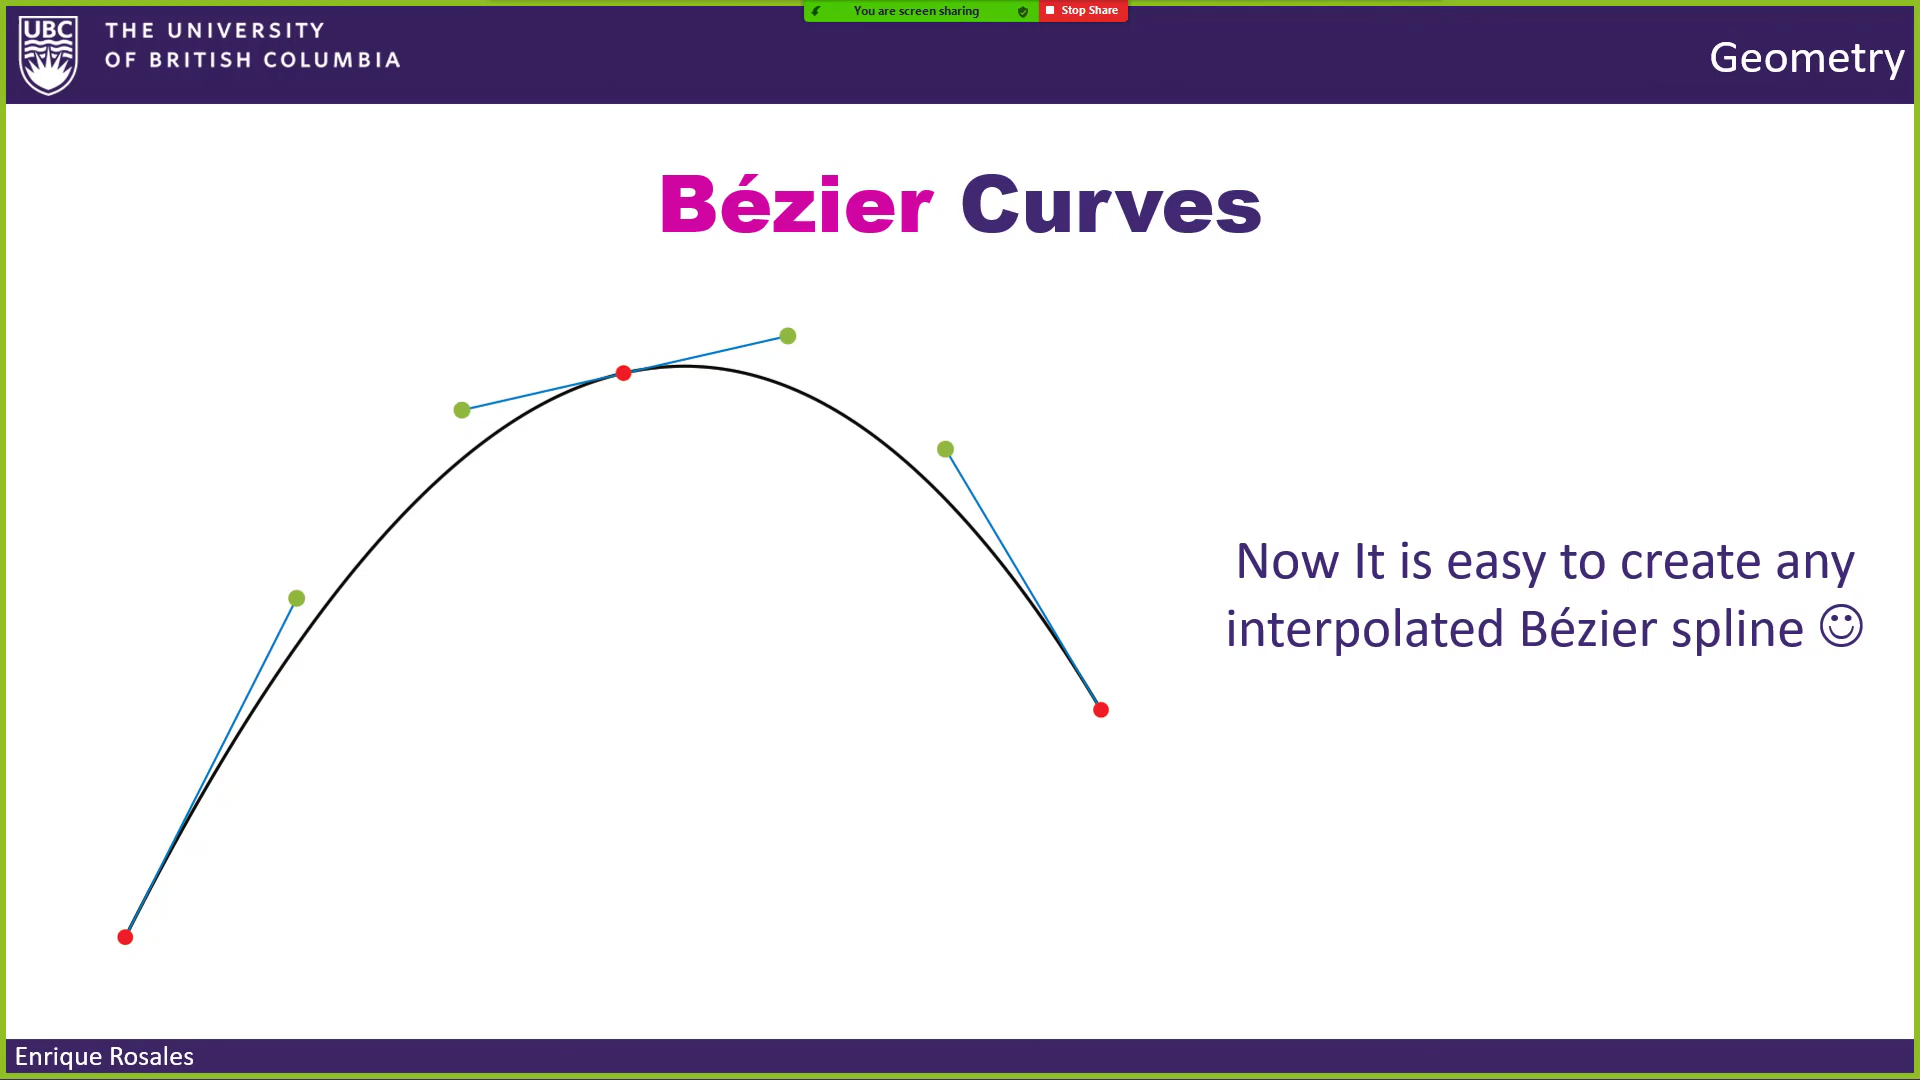 You are screen sharing
Stop Share
UBC
THE UNIVERSITY
OF BRITISH COLUMBIA
Geometry
Bézier Curves
Now It is easy to create any
interpolated Bézier spline ☺
Enrique Rosales